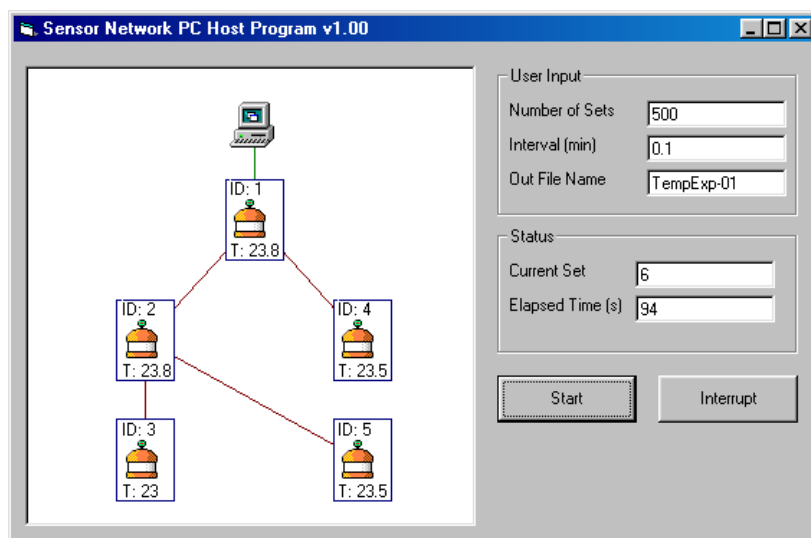 Sensor Network PC Host Program v1.00
ID: 1
T: 23.8
ID: 2
T: 23.8
ID: 4
T: 23.5
ID: 3
T: 23
ID: 5
T: 23.5
User Input
Number of Sets 500
Interval (min) 0.1
Out File Name TempExp-01
Status
Current Set 6
Elapsed Time (s) 94
Start Interrupt